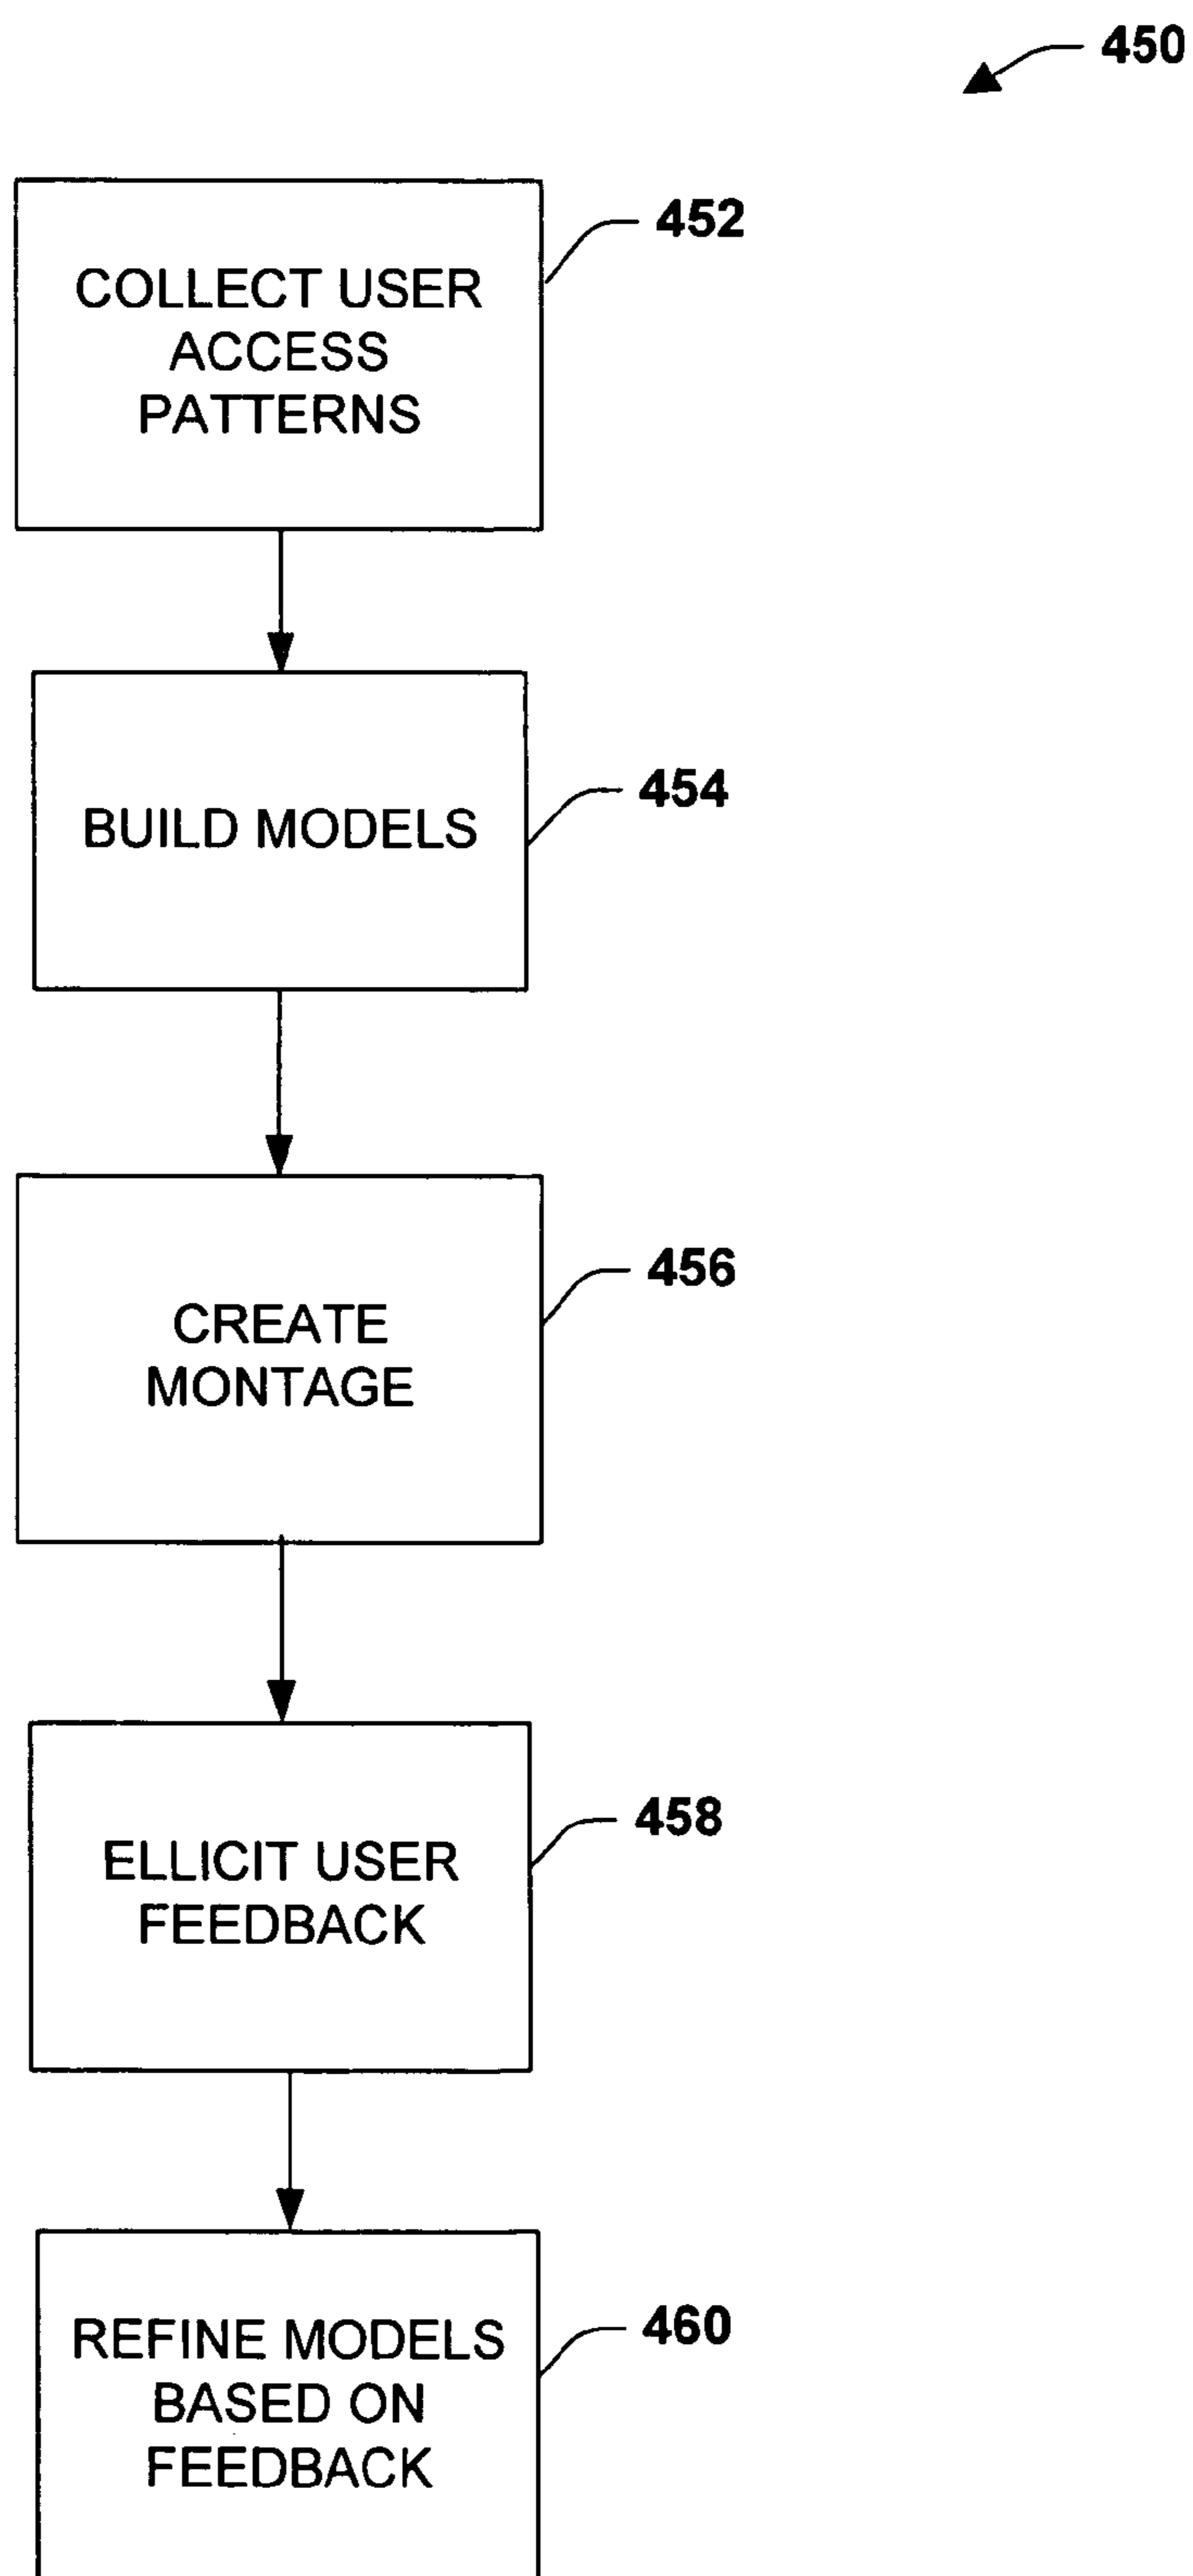 450
452
COLLECT USER
ACCESS
PATTERNS
454
BUILD MODELS
456
CREATE
MONTAGE
458
ELLICIT USER
FEEDBACK
460
REFINE MODELS
BASED ON
FEEDBACK